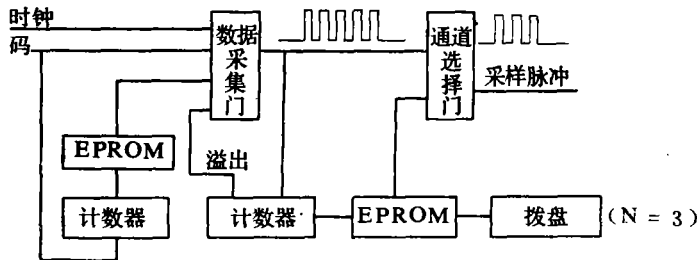 时钟
码
数据采集门
通道选择门
采样脉冲
EPROM
溢出
计数器
计数器
EPROM
拨盘
(N = 3)